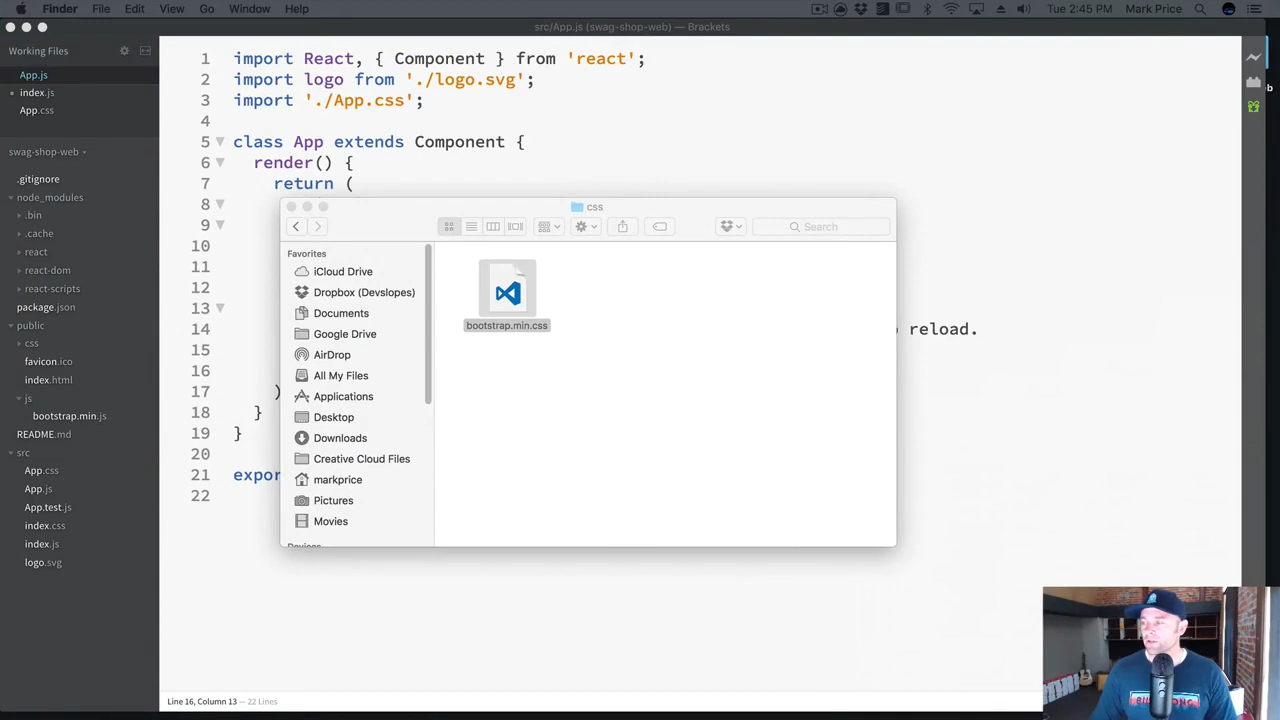 Finder File Edit View Go Window Help
Tue 2:45 PM Mark Price
src/App.js (swag-shop-web) — Brackets
Working Files
App.js
index.js
App.css
swag-shop-web
.gitignore
node_modules
.bin
.cache
react
react-dom
react-scripts
package.json
public
css
favicon.ico
index.html
js
bootstrap.min.js
README.md
src
App.css
App.js
App.test.js
index.css
index.js
logo.svg
1 import React, { Component } from 'react';
2 import logo from './logo.svg';
3 import './App.css';
4
5 class App extends Component {
6 render() {
7 return (
8
9
10
11
12
13
14 reload.
15
16
17 )
18 }
19 }
20
21 expor
22
css
Search
Favorites
iCloud Drive
Dropbox (Devslopes)
Documents
Google Drive
AirDrop
All My Files
Applications
Desktop
Downloads
Creative Cloud Files
markprice
Pictures
Movies
Devices
bootstrap.min.css
Line 16, Column 13 — 22 Lines